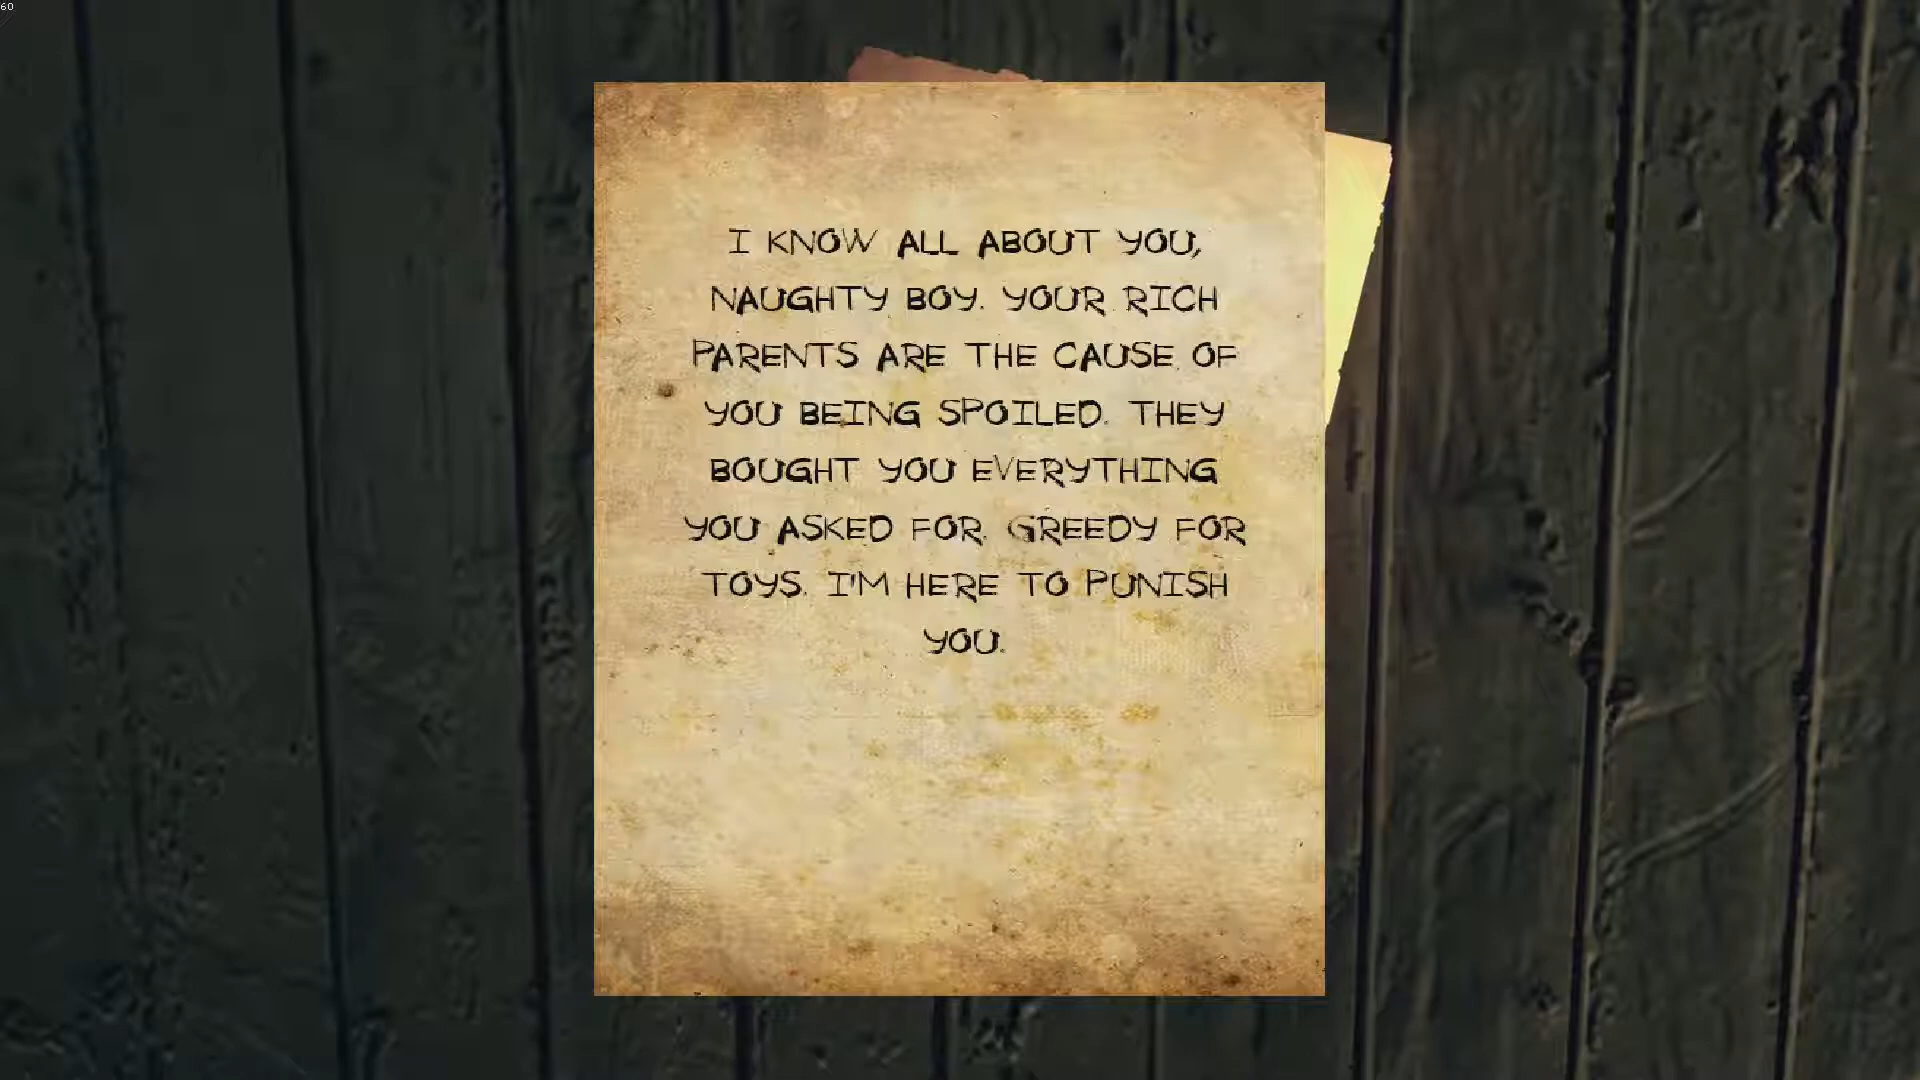 60
I KNOW ALL ABOUT YOU,
NAUGHTY BOY. YOUR RICH
PARENTS ARE THE CAUSE OF
YOU BEING SPOILED. THEY
BOUGHT YOU EVERYTHING
YOU ASKED FOR. GREEDY FOR
TOYS. I'M HERE TO PUNISH
YOU.